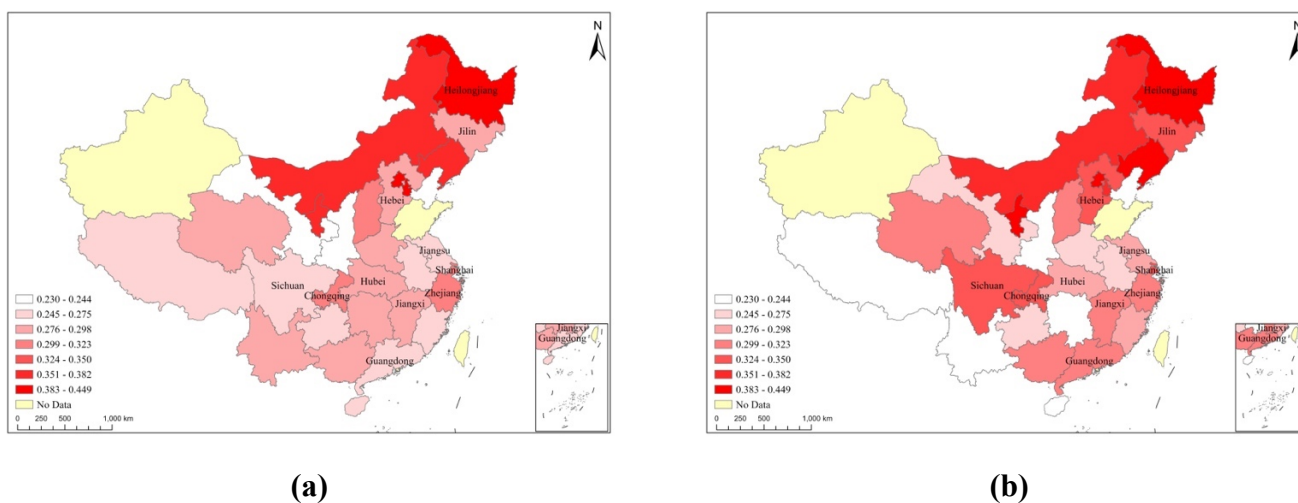 N
Heilongjiang
Jilin
Hebei
Jiangsu
Shanghai
Hubei
Sichuan
Chongqing
Zhejiang
Jiangxi
Guangdong
0.230 - 0.244
0.245 - 0.275
0.276 - 0.298
0.299 - 0.323
0.324 - 0.350
0.351 - 0.382
0.383 - 0.449
No Data
0 250 500 1,000 km
Jiangxi
Guangdong
(a)
N
Heilongjiang
Jilin
Hebei
Jiangsu
Shanghai
Hubei
Sichuan
Chongqing
Zhejiang
Jiangxi
Guangdong
0.230 - 0.244
0.245 - 0.275
0.276 - 0.298
0.299 - 0.323
0.324 - 0.350
0.351 - 0.382
0.383 - 0.449
No Data
0 250 500 1,000 km
Jiangxi
Guangdong
(b)